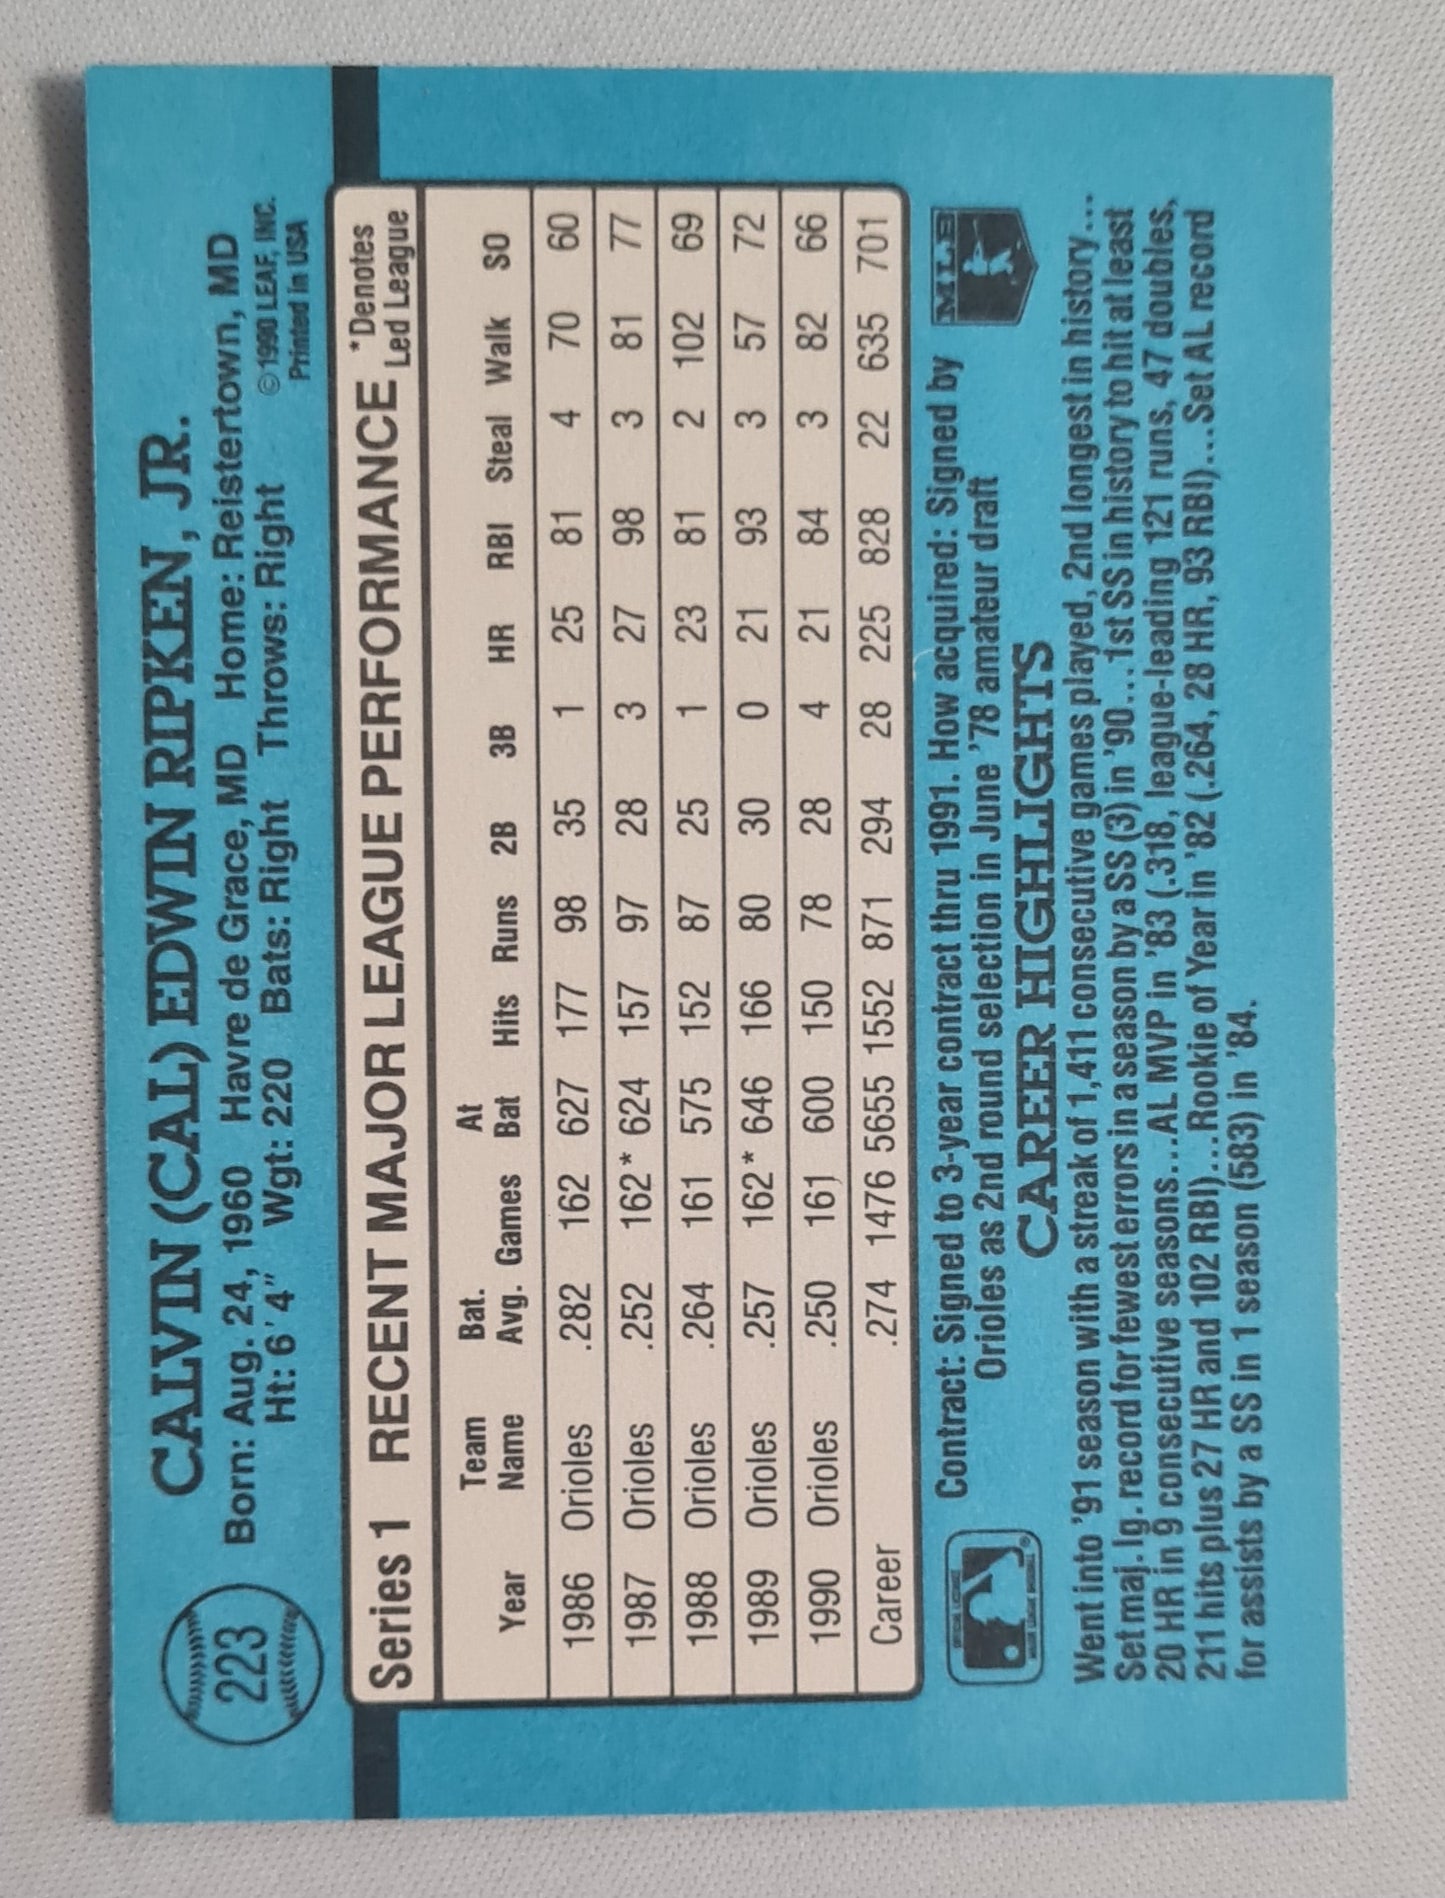 223
CALVIN (CAL) EDWIN RIPKEN, JR.
Born: Aug. 24, 1960 Havre de Grace, MD Home: Reistertown, MD
Ht: 6'4" Wgt: 220 Bats: Right Throws: Right
© 1990 LEAF, INC.
Printed in USA
Series 1 RECENT MAJOR LEAGUE PERFORMANCE *Denotes Led League
Year Team Name Bat. Avg. Games At Bat Hits Runs 2B 3B HR RBI Steal Walk SO
1986 Orioles .282 162 627 177 98 35 1 25 81 4 70 60
1987 Orioles .252 162* 624 157 97 28 3 27 98 3 81 77
1988 Orioles .264 161 575 152 87 25 1 23 81 2 102 69
1989 Orioles .257 162* 646 166 80 30 0 21 93 3 57 72
1990 Orioles .250 161 600 150 78 28 4 21 84 3 82 66
Career .274 1476 5655 1552 871 294 28 225 828 22 635 701
Contract: Signed to 3-year contract thru 1991. How acquired: Signed by
Orioles as 2nd round selection in June '78 amateur draft
MLE
CAREER HIGHLIGHTS
Went into '91 season with a streak of 1,411 consecutive games played, 2nd longest in history...
Set maj. lg. record for fewest errors in a season by a SS (3) in '90...1st SS in history to hit at least
20 HR in 9 consecutive seasons...AL MVP in '83 (.318, league-leading 121 runs, 47 doubles,
211 hits plus 27 HR and 102 RBI)...Rookie of Year in '82 (.264, 28 HR, 93 RBI)...Set AL record
for assists by a SS in 1 season (583) in '84.